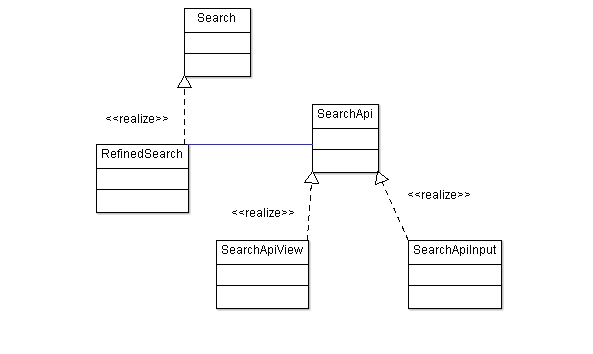 Search
<<realize>>
SearchApi
RefinedSearch
<<realize>>
<<realize>>
SearchApiView
SearchApiInput